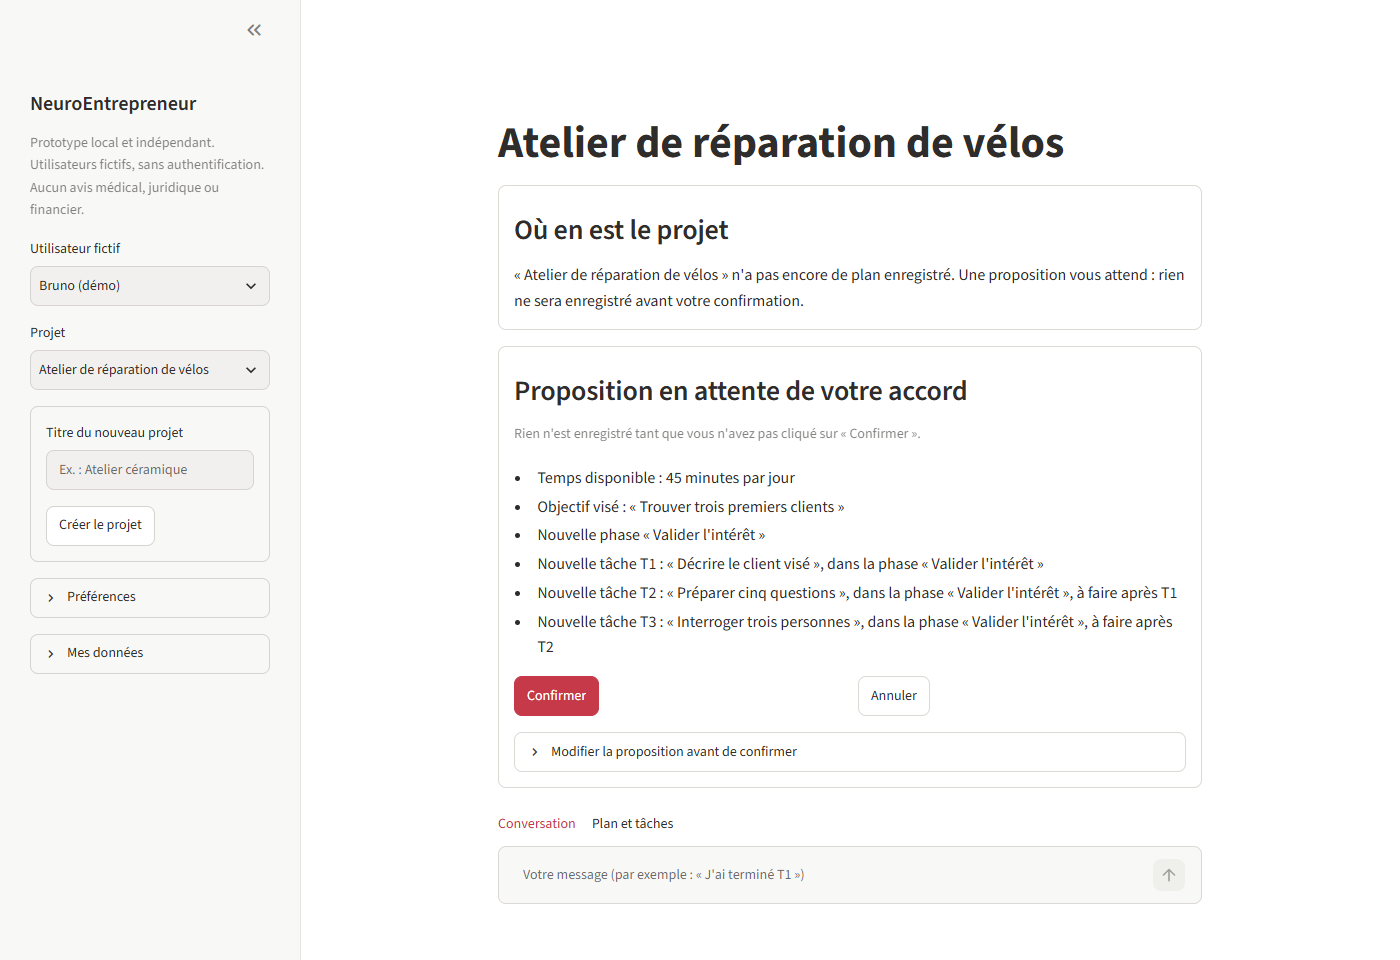 NeuroEntrepreneur
Prototype local et indépendant.
Utilisateurs fictifs, sans authentification.
Aucun avis médical, juridique ou
financier.
Utilisateur fictif
Bruno (démo)
Projet
Atelier de réparation de vélos
Titre du nouveau projet
Ex. : Atelier céramique
Créer le projet
Préférences
Mes données
Atelier de réparation de vélos
Où en est le projet
« Atelier de réparation de vélos » n'a pas encore de plan enregistré. Une proposition vous attend : rien
ne sera enregistré avant votre confirmation.
Proposition en attente de votre accord
Rien n'est enregistré tant que vous n'avez pas cliqué sur « Confirmer ».
• Temps disponible : 45 minutes par jour
• Objectif visé : « Trouver trois premiers clients »
• Nouvelle phase « Valider l'intérêt »
• Nouvelle tâche T1 : « Décrire le client visé », dans la phase « Valider l'intérêt »
• Nouvelle tâche T2 : « Préparer cinq questions », dans la phase « Valider l'intérêt », à faire après T1
• Nouvelle tâche T3 : « Interroger trois personnes », dans la phase « Valider l'intérêt », à faire après
T2
Confirmer
Annuler
Modifier la proposition avant de confirmer
Conversation
Plan et tâches
Votre message (par exemple : « J'ai terminé T1 »)